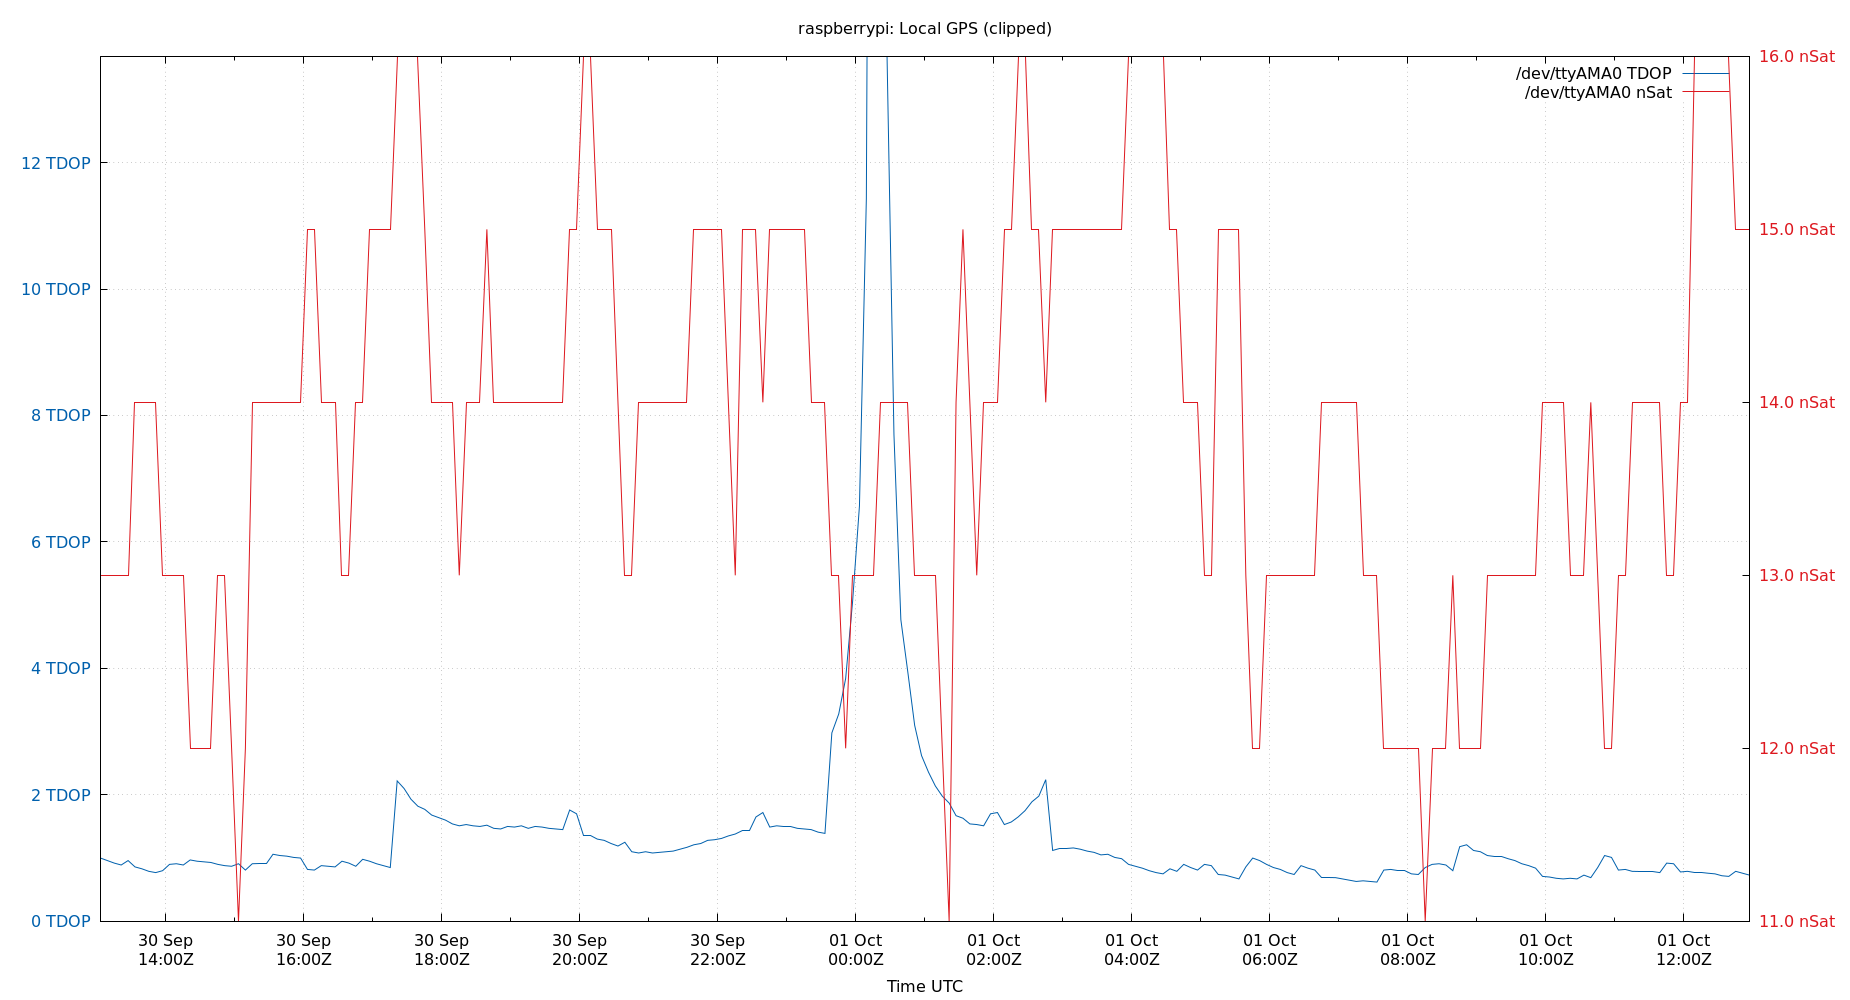 raspberrypi: Local GPS (clipped)
16.0 nSat
/dev/ttyAMA0 TDOP
/dev/ttyAMA0 nSat
12 TDOP
15.0 nSat
10 TDOP
14.0 nSat
8 TDOP
6 TDOP
13.0 nSat
4 TDOP
12.0 nSat
2 TDOP
0 TDOP
11.0 nSat
30 Sep
14:00Z
30 Sep
16:00Z
30 Sep
18:00Z
30 Sep
20:00Z
30 Sep
22:00Z
01 Oct
00:00Z
01 Oct
02:00Z
01 Oct
04:00Z
01 Oct
06:00Z
01 Oct
08:00Z
01 Oct
10:00Z
01 Oct
12:00Z
Time UTC